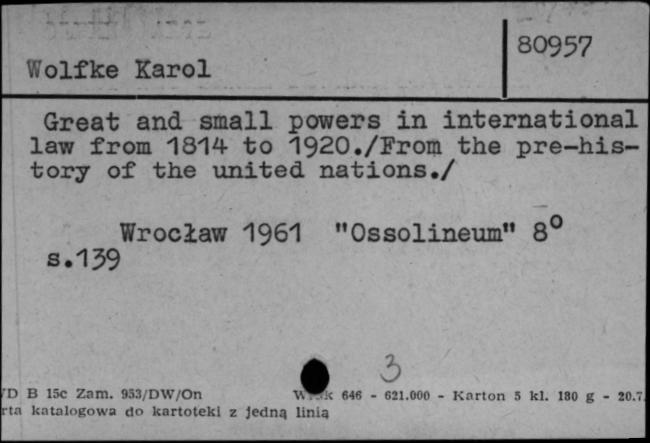 80957
Wolfke Karol
Great and small powers in international
law from 1814 to 1920./From the pre-his-
tory of the united nations./
Wrocław 1961 "Ossolineum" 8°
s.139
3
B 15c Zam. 953/DW/On 646 - 621.000 - Karton 5 kl. 180 g - 20.7
katalogowa do kartoteki z jedną linią